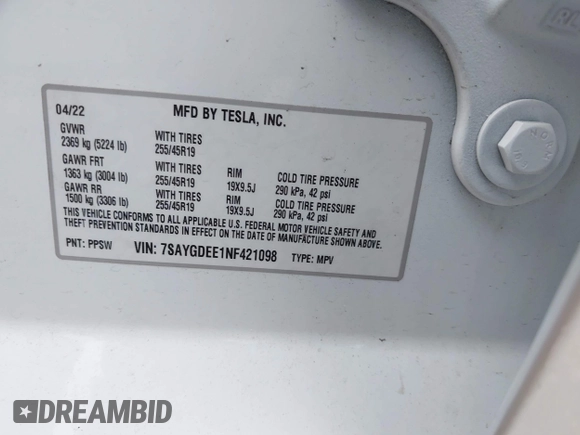 04/22 MFD BY TESLA, INC.
GVWR WITH TIRES
2369 kg (5224 lb) 255/45R19
GAWR FRT WITH TIRES RIM COLD TIRE PRESSURE
1363 kg (3004 lb) 255/45R19 19X9.5J 290 kPa, 42 psi
GAWR RR WITH TIRES RIM COLD TIRE PRESSURE
1500 kg (3306 lb) 255/45R19 19X9.5J 290 kPa, 42 psi
THIS VEHICLE CONFORMS TO ALL APPLICABLE U.S. FEDERAL MOTOR VEHICLE SAFETY AND
THEFT PREVENTION STANDARDS IN EFFECT ON THE DATE OF MANUFACTURE SHOWN ABOVE.
PNT: PPSW VIN: 7SAYGDEE1NF421098 TYPE: MPV
DREAMBID